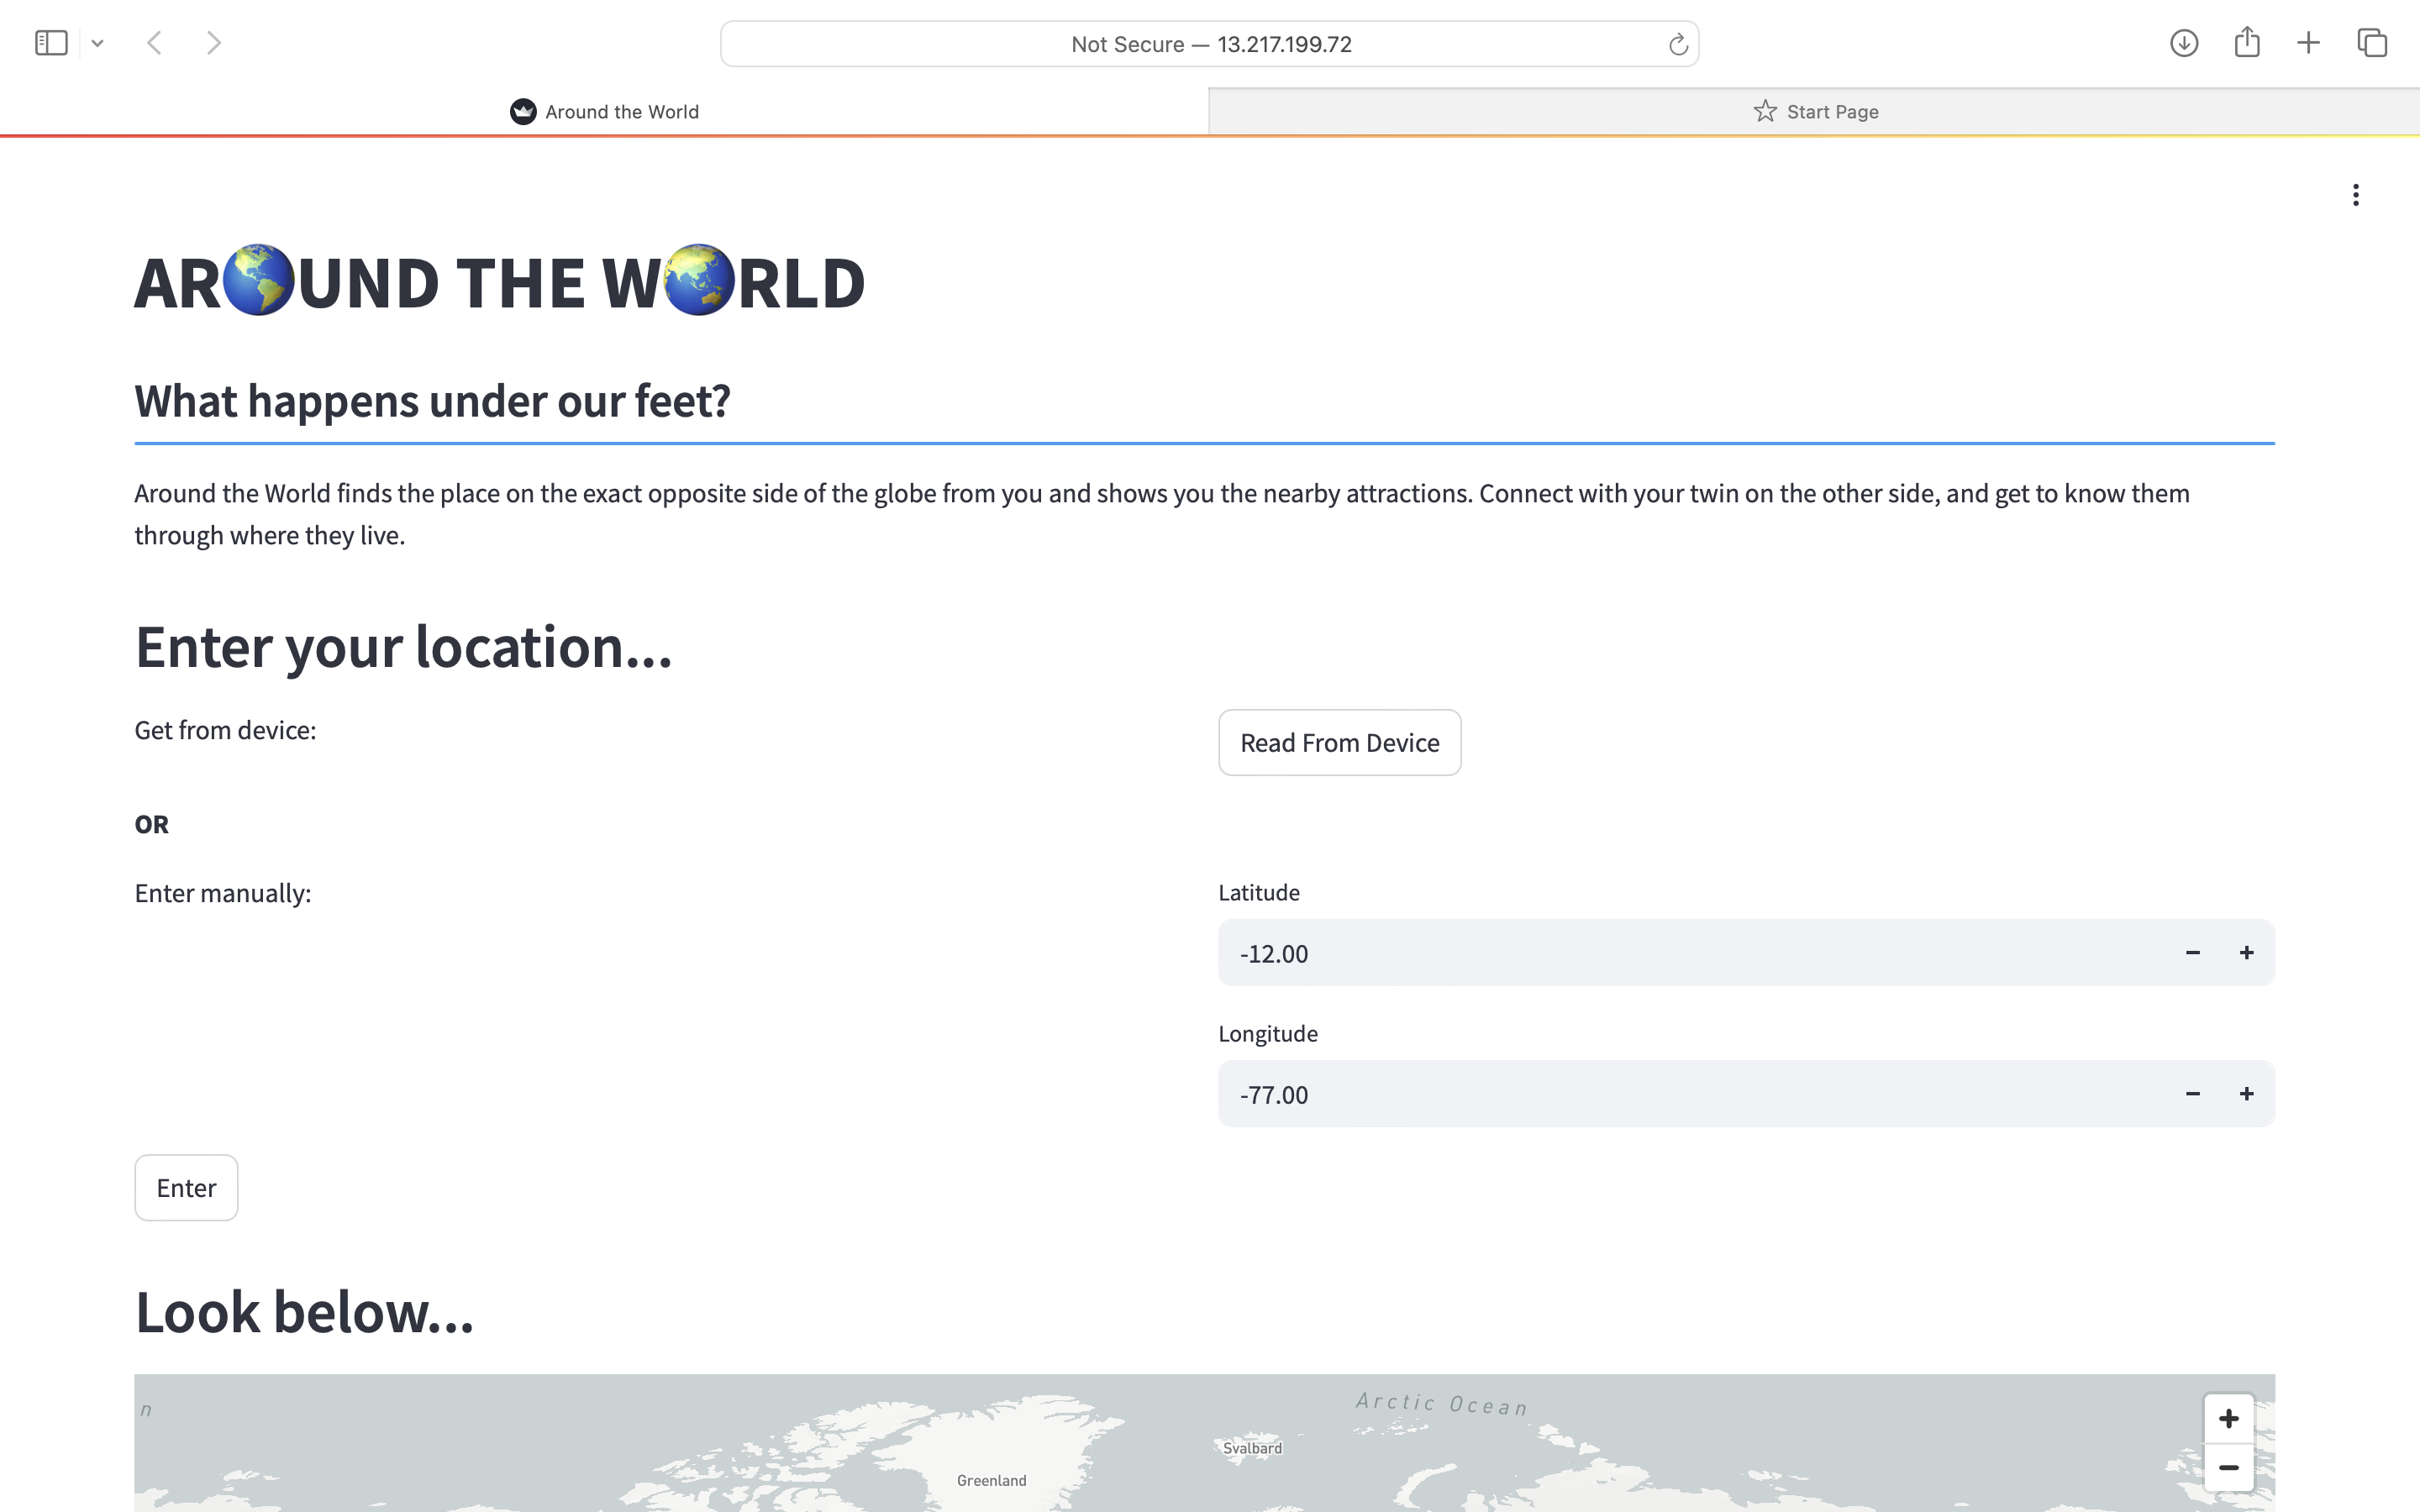 Not Secure — 13.217.199.72
Around the World
Start Page
AR🌎UND THE W🌏RLD
What happens under our feet?
Around the World finds the place on the exact opposite side of the globe from you and shows you the nearby attractions. Connect with your twin on the other side, and get to know them
through where they live.
Enter your location...
Get from device:
Read From Device
OR
Enter manually:
Latitude
-12.00
Longitude
-77.00
Enter
Look below...
n
Arctic Ocean
Svalbard
Greenland